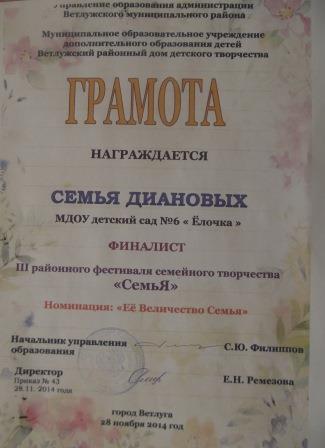 Управление образования администрации
Ветлужского муниципального района
Муниципальное образовательное учреждение
дополнительного образования детей
Ветлужский районный дом детского творчества
ГРАМОТА
НАГРАЖДАЕТСЯ
СЕМЬЯ ДИАНОВЫХ
МДОУ детский сад №6 « Ёлочка »
ФИНАЛИСТ
III районного фестиваля семейного творчества
«СемьЯ»
Номинация: «Её Величество Семья»
Начальник управления
образования С.Ю. Филиппов
Директор Е.Н. Ремезова
Приказ № 43
28.11. 2014 года
город Ветлуга
28 ноября 2014 год